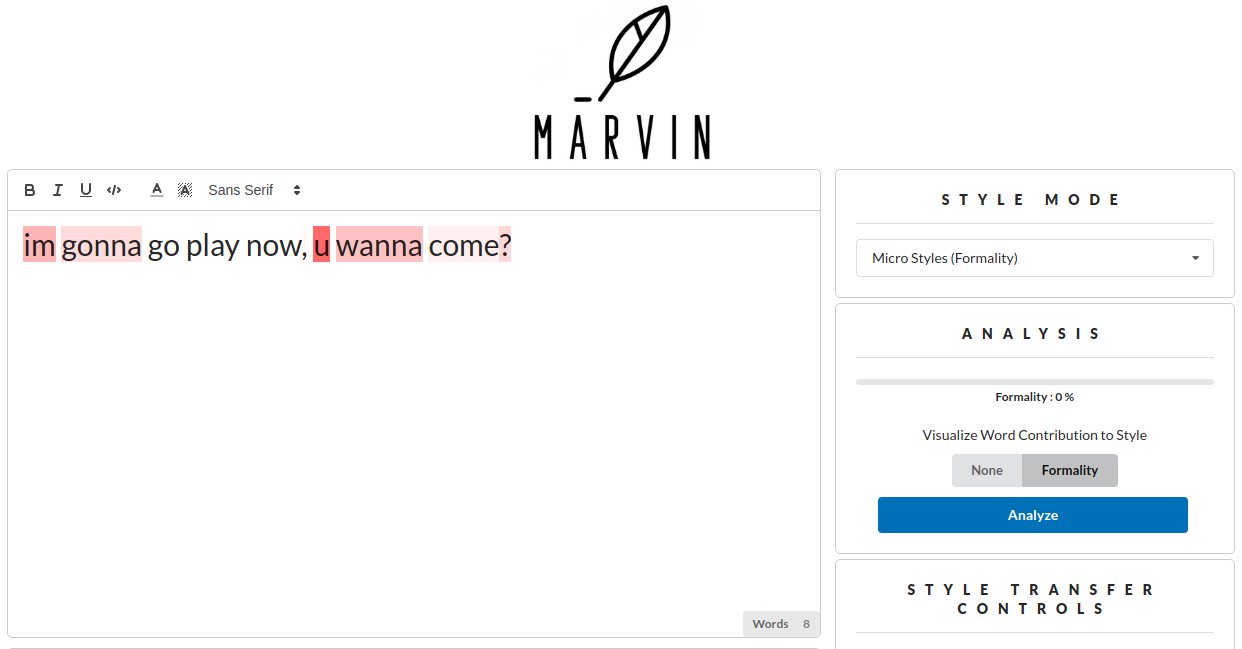 MARVIN
B I U </> A A Sans Serif
im gonna go play now, u wanna come?
Words 8
STYLE MODE
Micro Styles (Formality)
ANALYSIS
Formality : 0 %
Visualize Word Contribution to Style
None Formality
Analyze
STYLE TRANSFER
CONTROLS